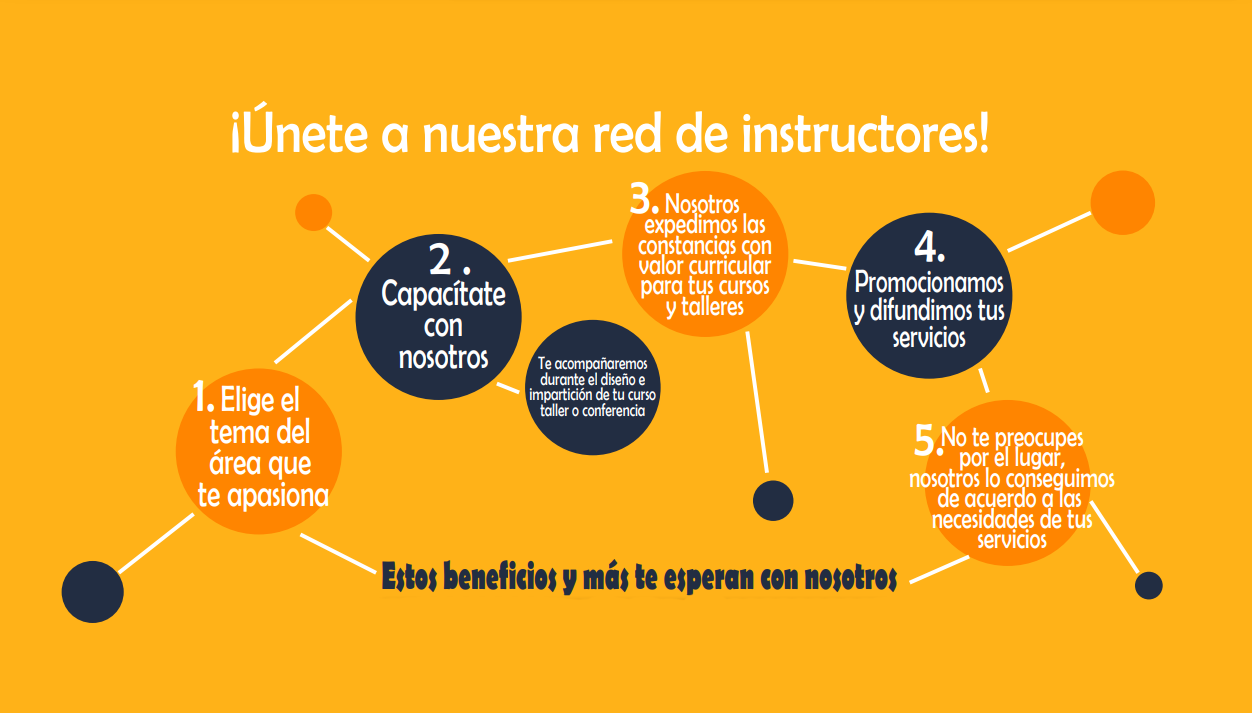 ¡Únete a nuestra red de instructores!
1. Elige el
tema del
área que
te apasiona
2 .
Capacítate
con
nosotros
Te acompañaremos
durante el diseño e
impartición de tu curso
taller o conferencia
3. Nosotros
expedimos las
constancias con
valor curricular
para tus cursos
y talleres
4.
Promocionamos
y difundimos tus
servicios
5. No te preocupes
por el lugar,
nosotros lo conseguimos
de acuerdo a las
necesidades de tus
servicios
Estos beneficios y más te esperan con nosotros